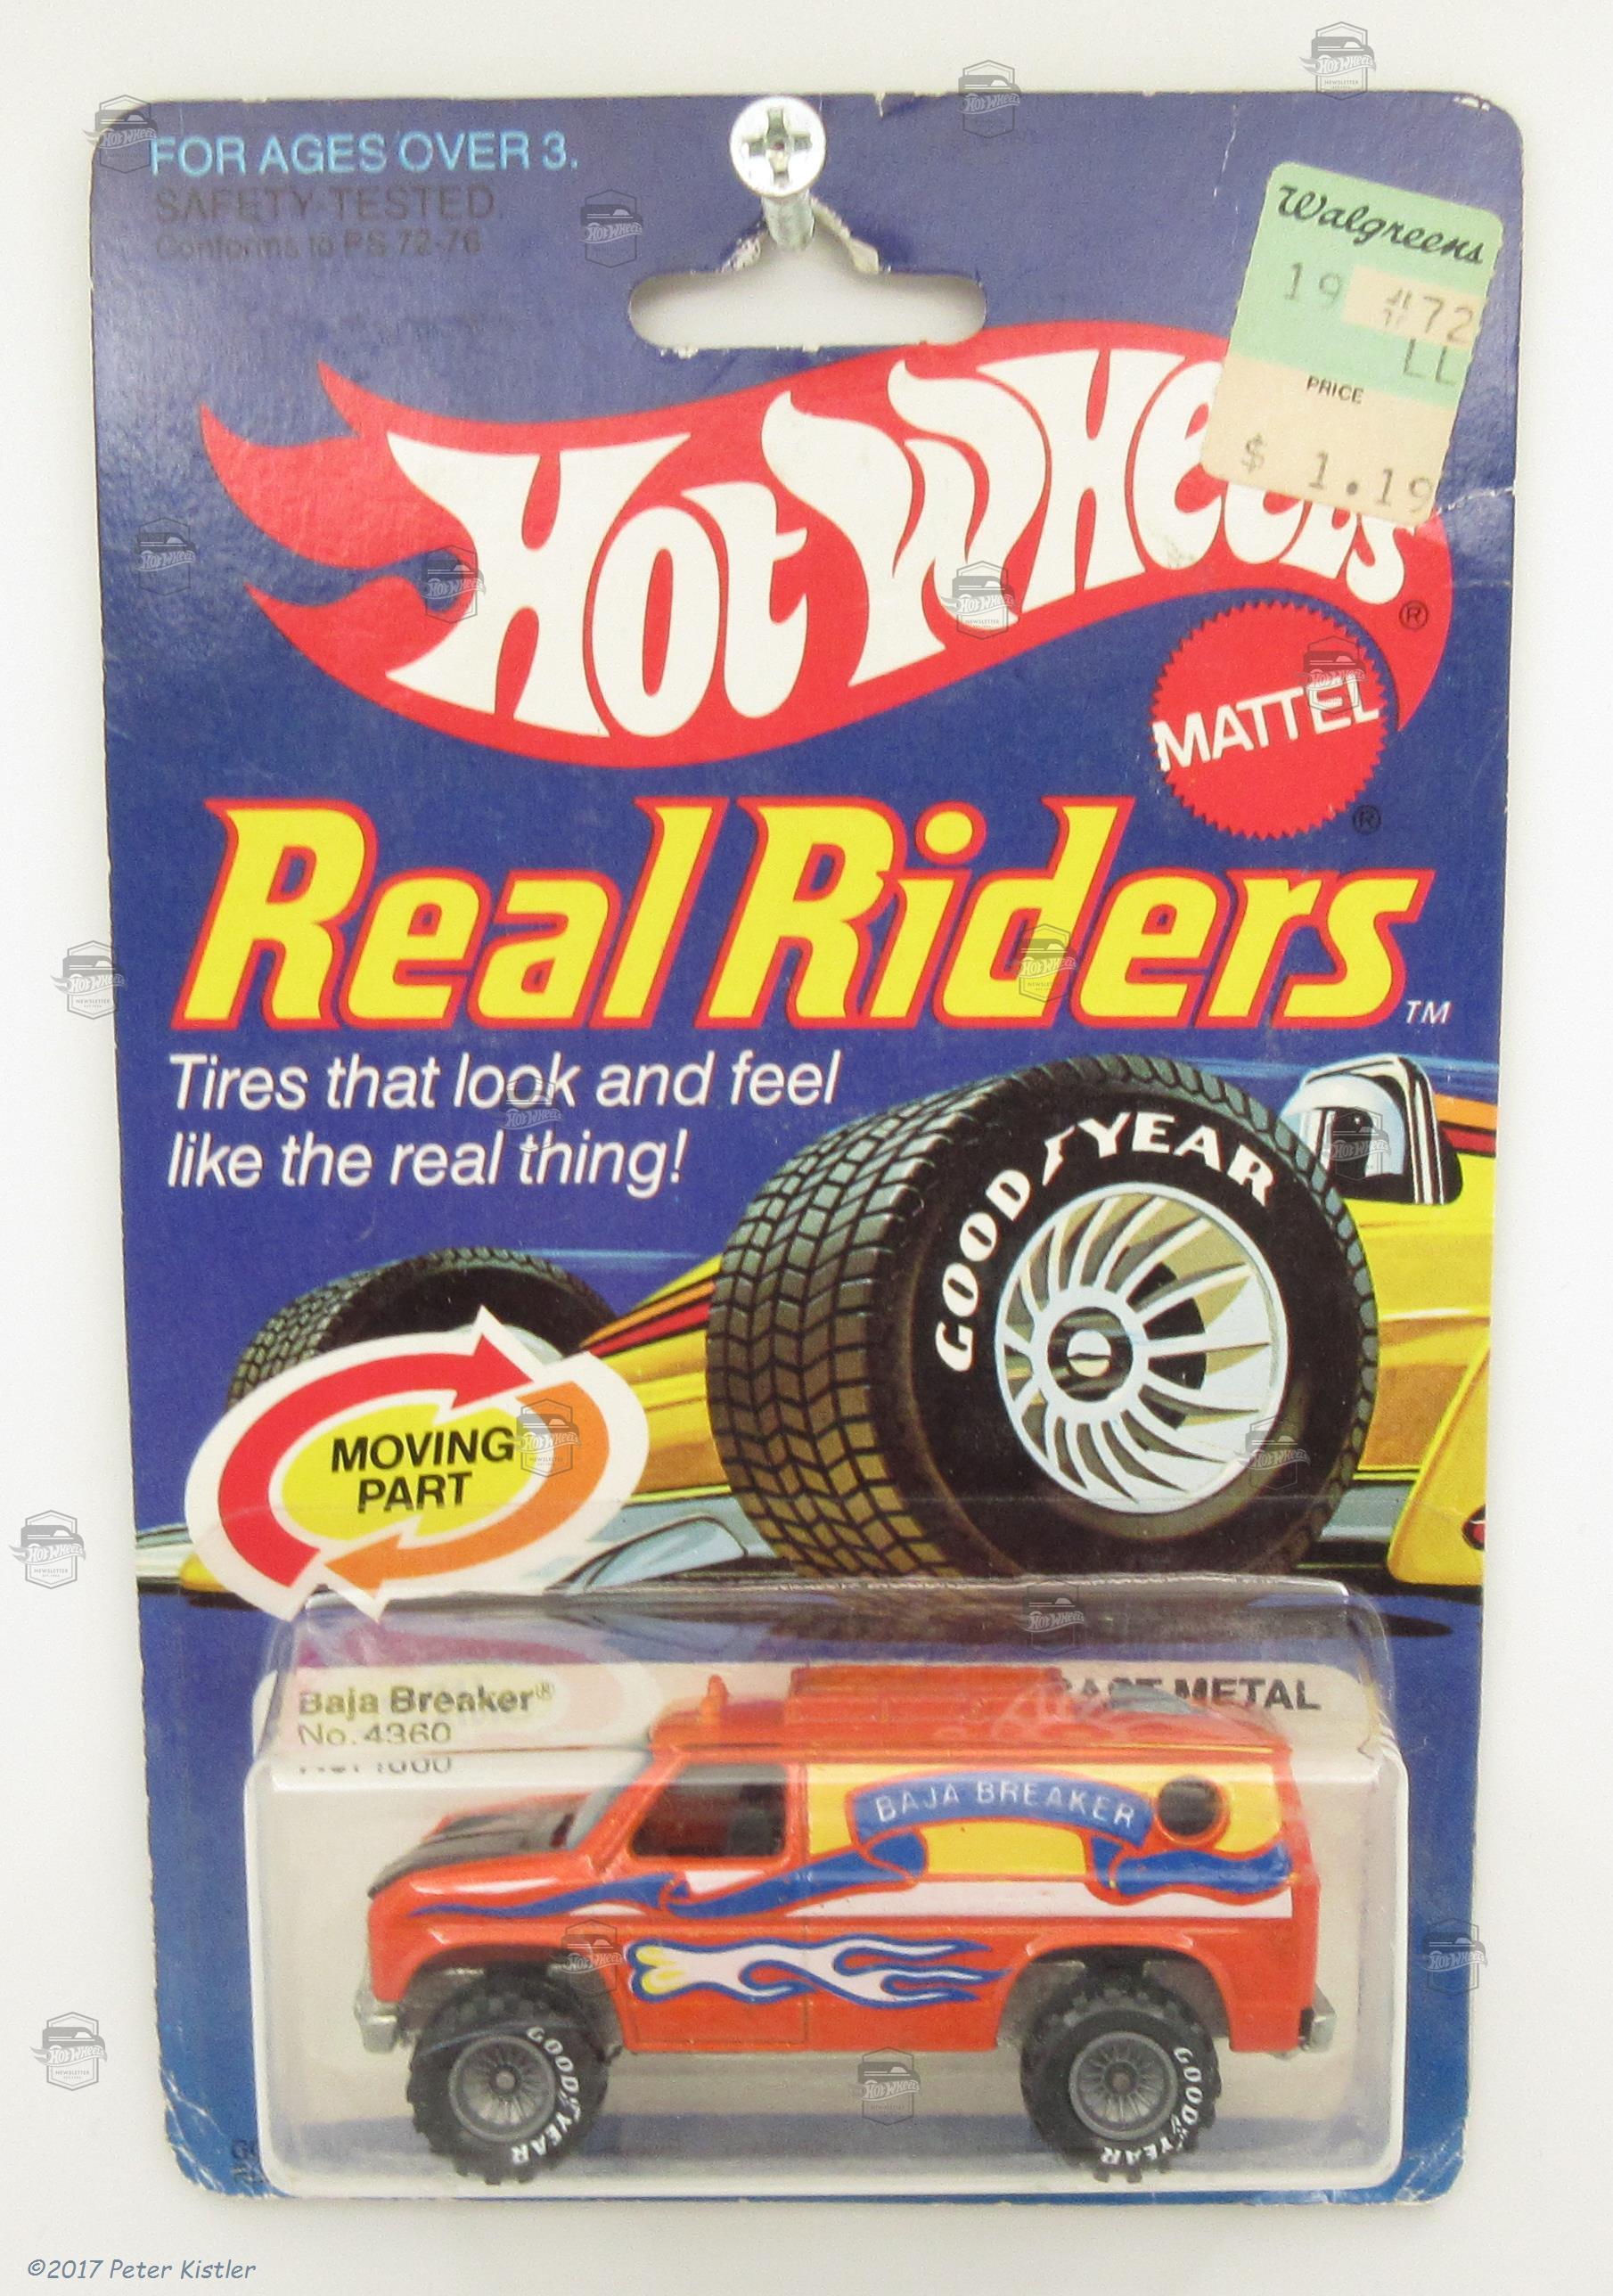 FOR AGES OVER 3.
SAFETY TESTED
Conforms to PS 72-76
Walgreens
19 #72
LL
PRICE
$ 1.19
HOT WHEELS®
MATTEL®
Real Riders™
Tires that look and feel
like the real thing!
GOODYEAR
MOVING
PART
Baja Breaker®
No. 4360
METAL
BAJA BREAKER
GOODYEAR
GOODYEAR
©2017 Peter Kistler